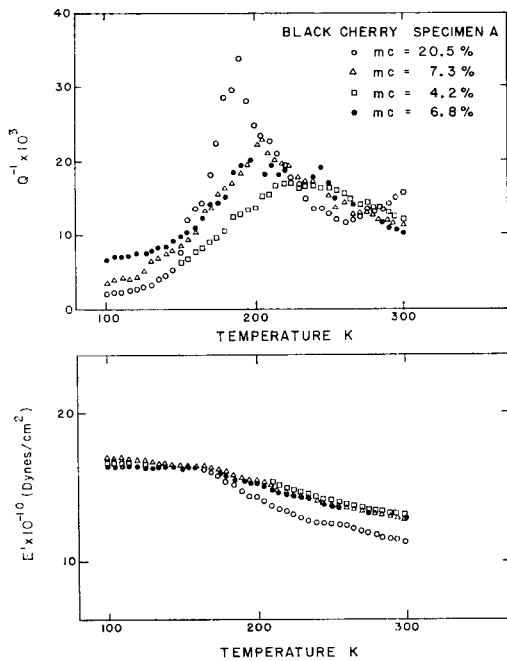 BLACK CHERRY SPECIMEN A
○ mc = 20.5 %
△ mc = 7.3 %
□ mc = 4.2 %
● mc = 6.8 %
40
30
20
10
0
Q⁻¹ x 10³
100 200 300
TEMPERATURE K
20
10
E' x 10⁻¹⁰ (Dynes/cm²)
100 200 300
TEMPERATURE K